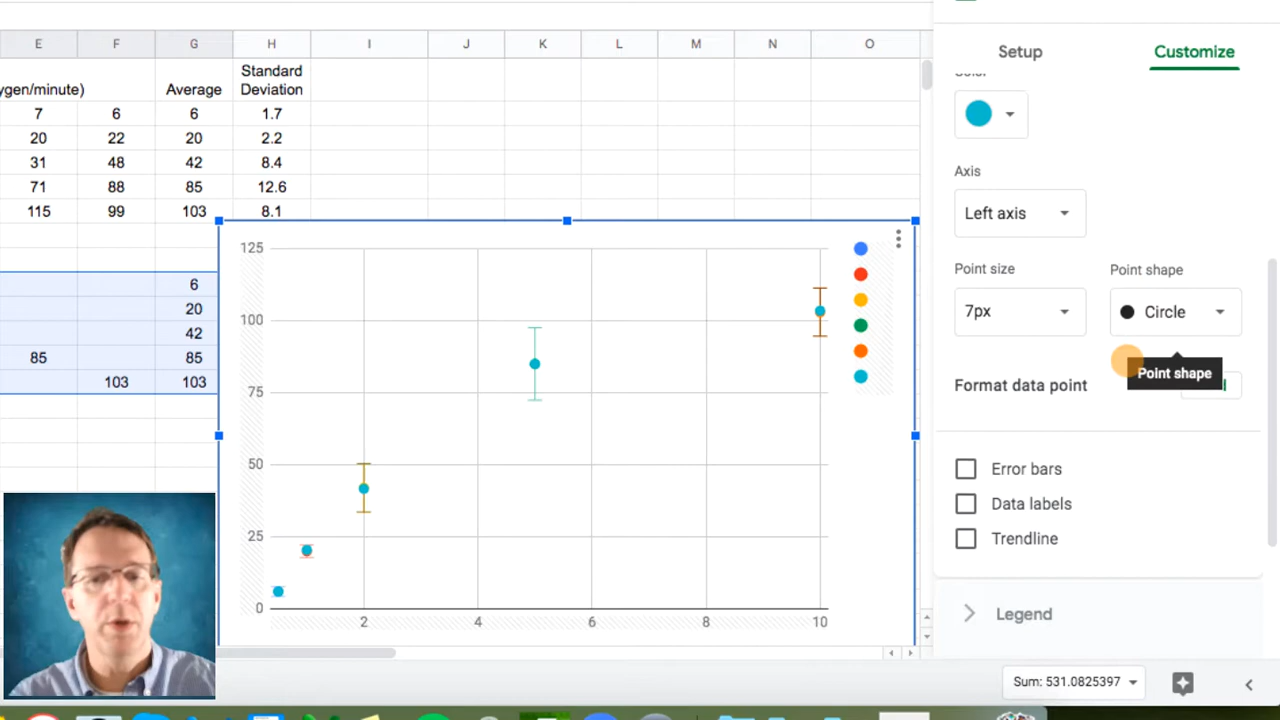 E F G H I J K L M N O
Standard
ygen/minute) Average Deviation
7 6 6 1.7
20 22 20 2.2
31 48 42 8.4
71 88 85 12.6
115 99 103 8.1
6
20
42
85 85
103 103
125
100
75
50
25
0
2 4 6 8 10
Setup Customize
Axis
Left axis
Point size Point shape
7px Circle
Point shape
Format data point
Error bars
Data labels
Trendline
Legend
Sum: 531.0825397